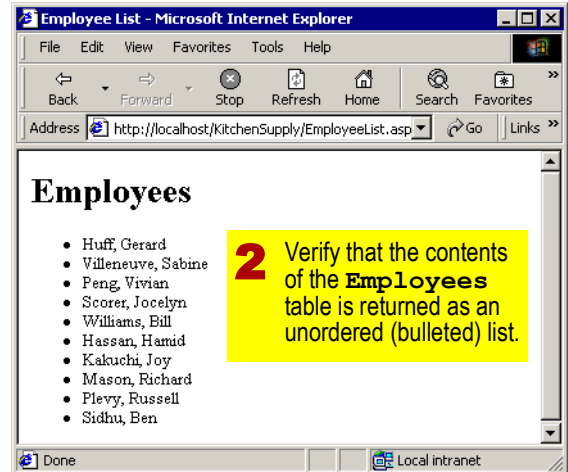 Employee List - Microsoft Internet Explorer
File Edit View Favorites Tools Help
Back Forward Stop Refresh Home Search Favorites »
Address http://localhost/KitchenSupply/EmployeeList.asp Go Links »
Employees
Huff, Gerard
Villeneuve, Sabine
Peng, Vivian
Scorer, Jocelyn
Williams, Bill
Hassan, Hamid
Kakuchi, Joy
Mason, Richard
Plevy, Russell
Sidhu, Ben
2 Verify that the contents
of the Employees
table is returned as an
unordered (bulleted) list.
Done Local intranet